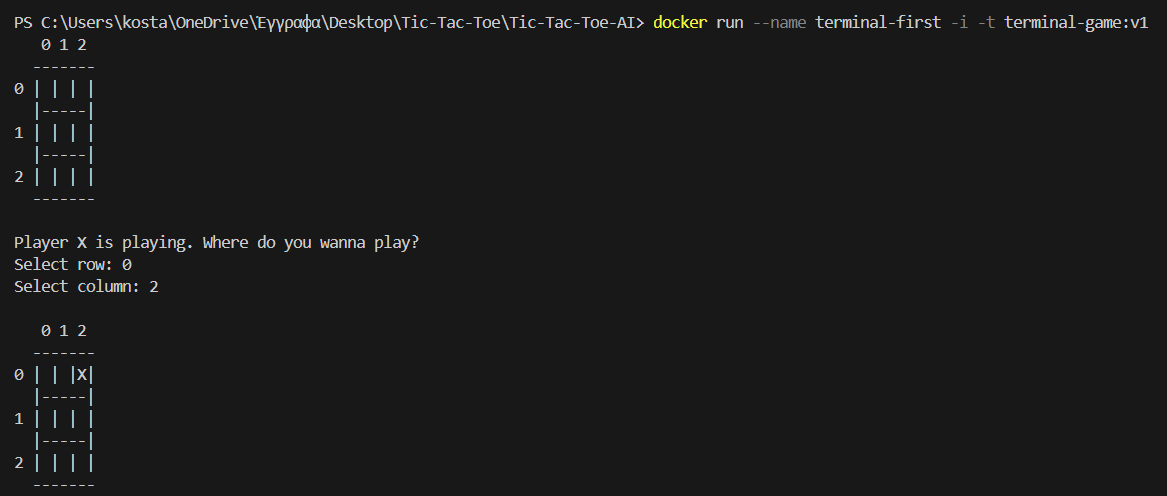 PS C:\Users\kosta\OneDrive\Έγγραφα\Desktop\Tic-Tac-Toe\Tic-Tac-Toe-AI> docker run --name terminal-first -i -t terminal-game:v1
   0 1 2
  -------
0 | | | |
  |-----|
1 | | | |
  |-----|
2 | | | |
  -------

Player X is playing. Where do you wanna play?
Select row: 0
Select column: 2

   0 1 2
  -------
0 | | |X|
  |-----|
1 | | | |
  |-----|
2 | | | |
  -------